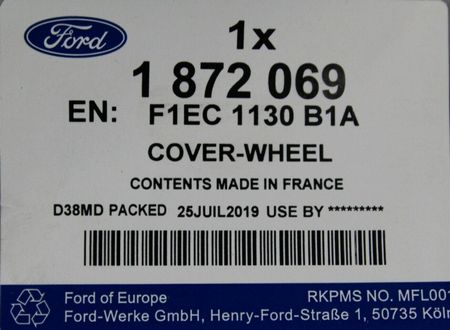 Ford
1x
1 872 069
EN: F1EC 1130 B1A
COVER-WHEEL
CONTENTS MADE IN FRANCE
D38MD PACKED 25JUIL2019 USE BY *********
Ford of Europe RKPMS NO. MFL001
Ford-Werke GmbH, Henry-Ford-Straße 1, 50735 Köln